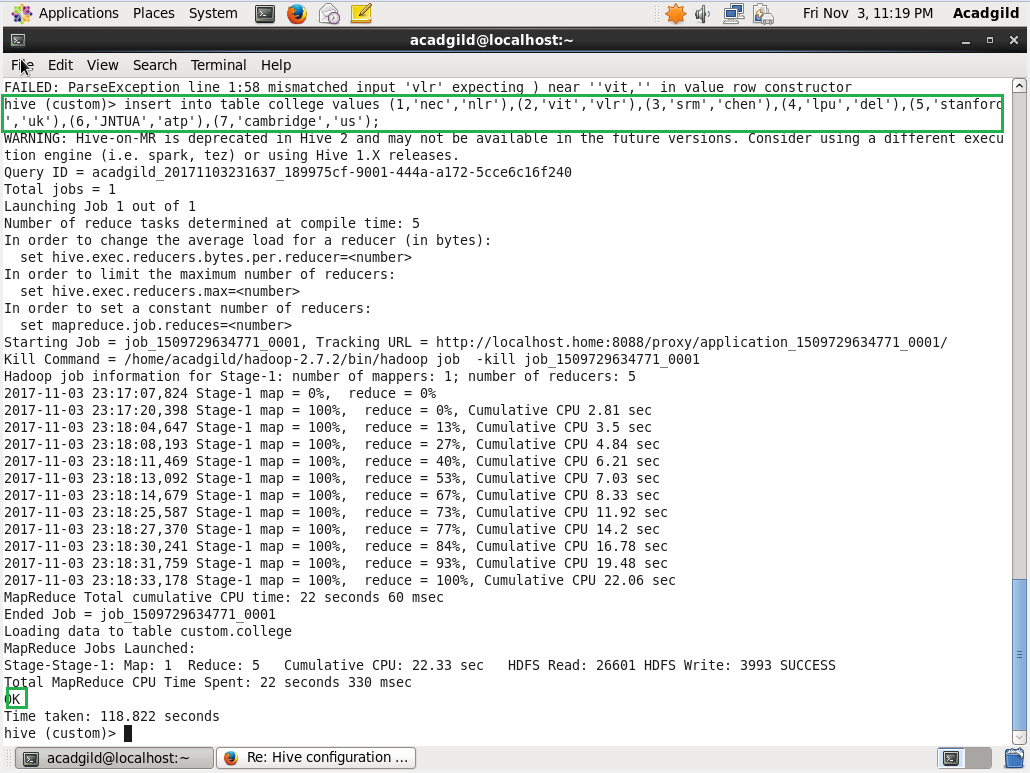 Applications Places System Fri Nov 3, 11:19 PM Acadgild
acadgild@localhost:~
File Edit View Search Terminal Help
FAILED: ParseException line 1:58 mismatched input 'vlr' expecting ) near ''vit,'' in value row constructor
hive (custom)> insert into table college values (1,'nec','nlr'),(2,'vit','vlr'),(3,'srm','chen'),(4,'lpu','del'),(5,'stanford
','uk'),(6,'JNTUA','atp'),(7,'cambridge','us');
WARNING: Hive-on-MR is deprecated in Hive 2 and may not be available in the future versions. Consider using a different execu
tion engine (i.e. spark, tez) or using Hive 1.X releases.
Query ID = acadgild_20171103231637_189975cf-9001-444a-a172-5cce6c16f240
Total jobs = 1
Launching Job 1 out of 1
Number of reduce tasks determined at compile time: 5
In order to change the average load for a reducer (in bytes):
  set hive.exec.reducers.bytes.per.reducer=<number>
In order to limit the maximum number of reducers:
  set hive.exec.reducers.max=<number>
In order to set a constant number of reducers:
  set mapreduce.job.reduces=<number>
Starting Job = job_1509729634771_0001, Tracking URL = http://localhost.home:8088/proxy/application_1509729634771_0001/
Kill Command = /home/acadgild/hadoop-2.7.2/bin/hadoop job  -kill job_1509729634771_0001
Hadoop job information for Stage-1: number of mappers: 1; number of reducers: 5
2017-11-03 23:17:07,824 Stage-1 map = 0%,  reduce = 0%
2017-11-03 23:17:20,398 Stage-1 map = 100%,  reduce = 0%, Cumulative CPU 2.81 sec
2017-11-03 23:18:04,647 Stage-1 map = 100%,  reduce = 13%, Cumulative CPU 3.5 sec
2017-11-03 23:18:08,193 Stage-1 map = 100%,  reduce = 27%, Cumulative CPU 4.84 sec
2017-11-03 23:18:11,469 Stage-1 map = 100%,  reduce = 40%, Cumulative CPU 6.21 sec
2017-11-03 23:18:13,092 Stage-1 map = 100%,  reduce = 53%, Cumulative CPU 7.03 sec
2017-11-03 23:18:14,679 Stage-1 map = 100%,  reduce = 67%, Cumulative CPU 8.33 sec
2017-11-03 23:18:25,587 Stage-1 map = 100%,  reduce = 73%, Cumulative CPU 11.92 sec
2017-11-03 23:18:27,370 Stage-1 map = 100%,  reduce = 77%, Cumulative CPU 14.2 sec
2017-11-03 23:18:30,241 Stage-1 map = 100%,  reduce = 84%, Cumulative CPU 16.78 sec
2017-11-03 23:18:31,759 Stage-1 map = 100%,  reduce = 93%, Cumulative CPU 19.48 sec
2017-11-03 23:18:33,178 Stage-1 map = 100%,  reduce = 100%, Cumulative CPU 22.06 sec
MapReduce Total cumulative CPU time: 22 seconds 60 msec
Ended Job = job_1509729634771_0001
Loading data to table custom.college
MapReduce Jobs Launched:
Stage-Stage-1: Map: 1  Reduce: 5   Cumulative CPU: 22.33 sec   HDFS Read: 26601 HDFS Write: 3993 SUCCESS
Total MapReduce CPU Time Spent: 22 seconds 330 msec
OK
Time taken: 118.822 seconds
hive (custom)>
acadgild@localhost:~ Re: Hive configuration ...